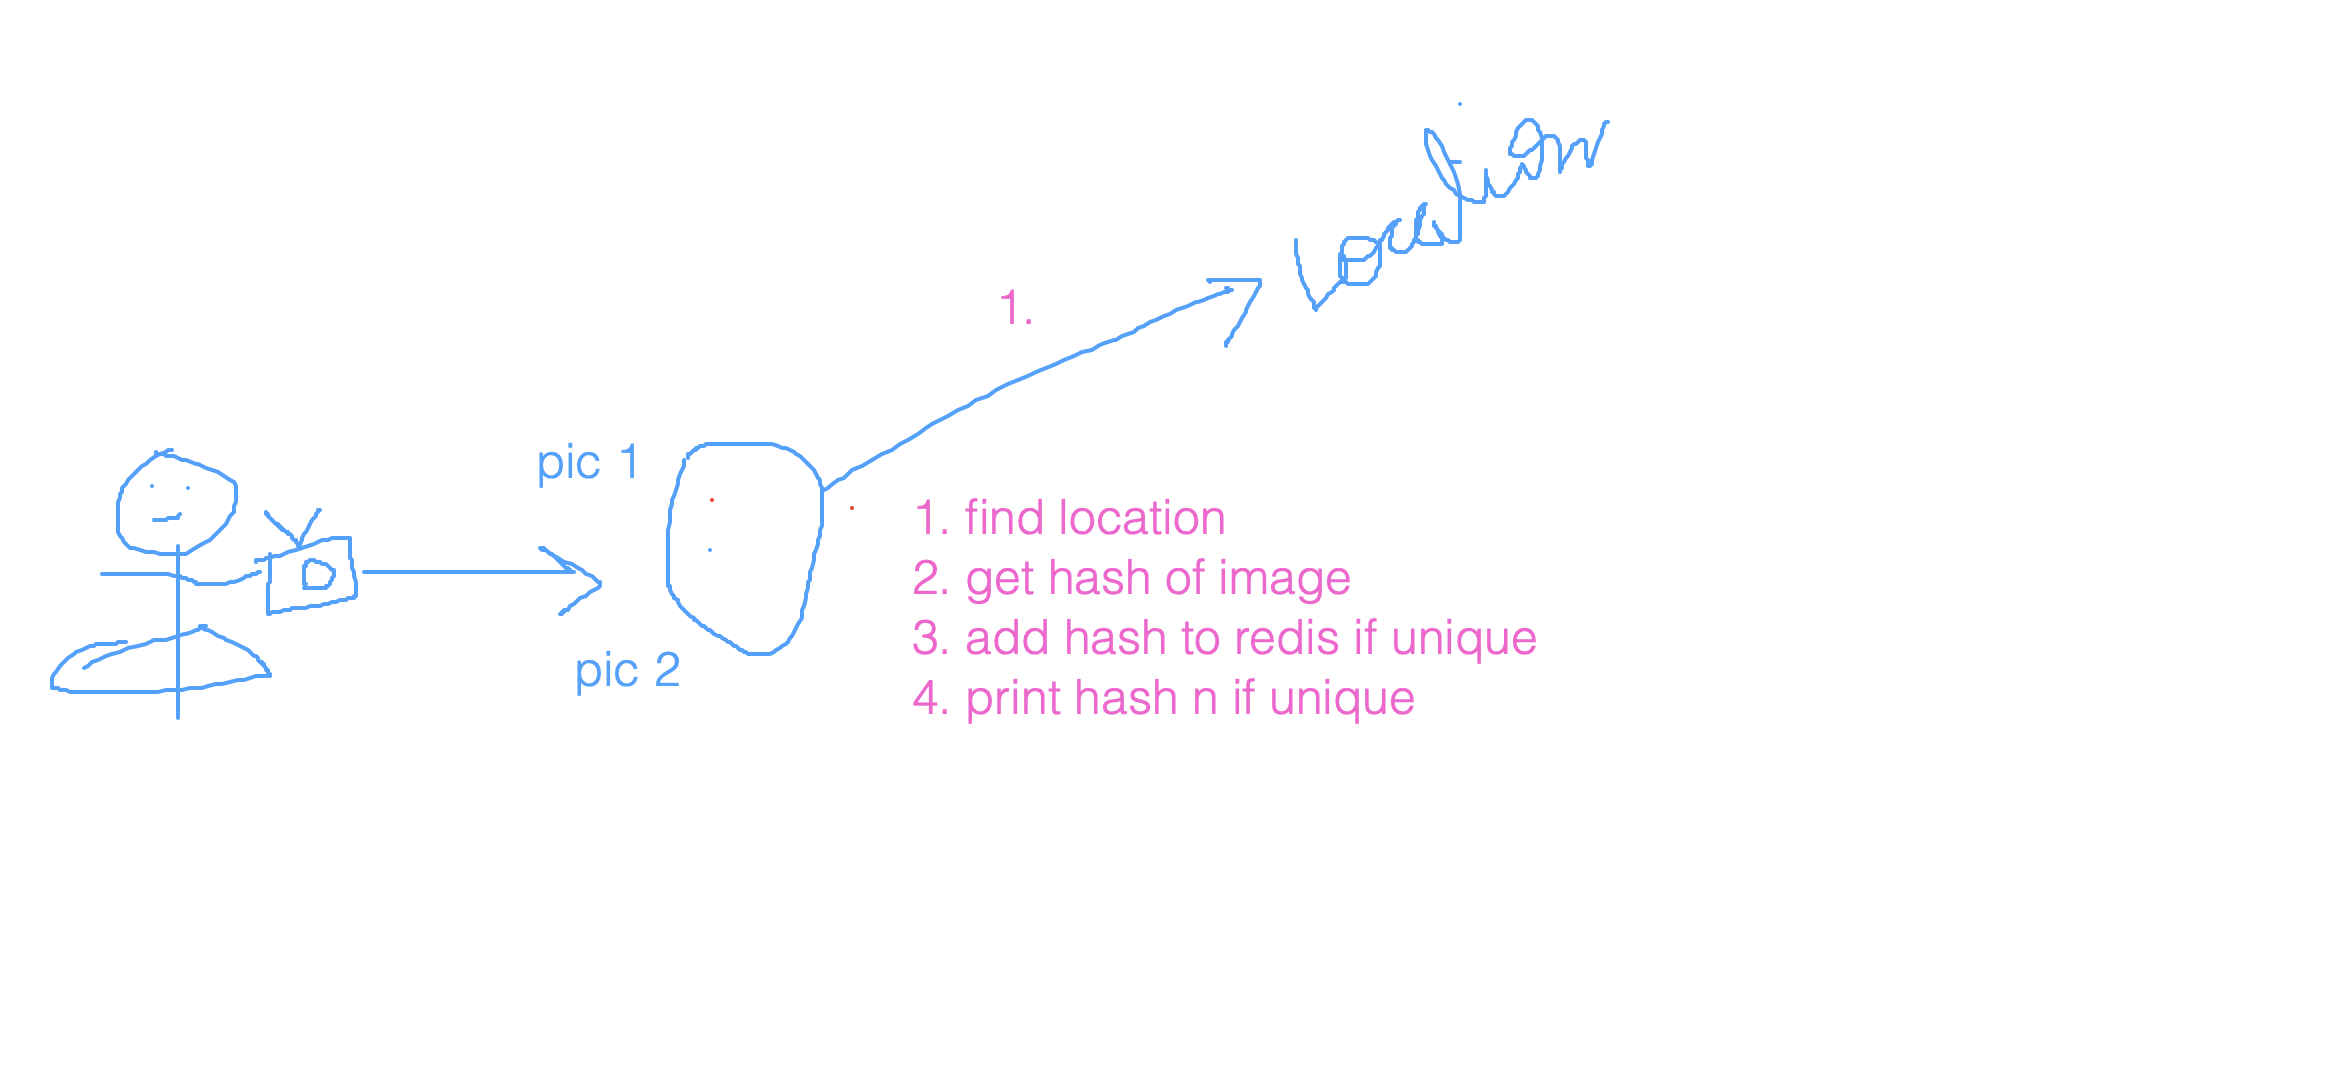 Location
1.
pic 1
1. find location
2. get hash of image
3. add hash to redis if unique
pic 2
4. print hash n if unique